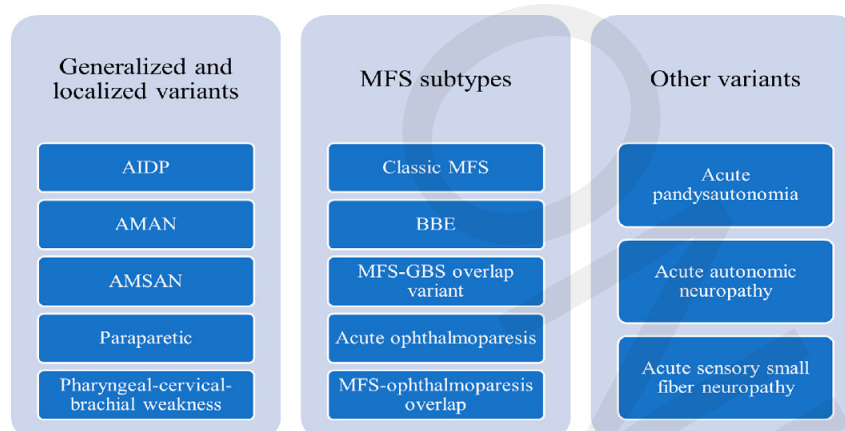 Generalized and
localized variants
AIDP
AMAN
AMSAN
Paraparetic
Pharyngeal-cervical-
brachial weakness
MFS subtypes
Classic MFS
BBE
MFS-GBS overlap
variant
Acute ophthalmoparesis
MFS-ophthalmoparesis
overlap
Other variants
Acute
pandysautonomia
Acute autonomic
neuropathy
Acute sensory small
fiber neuropathy